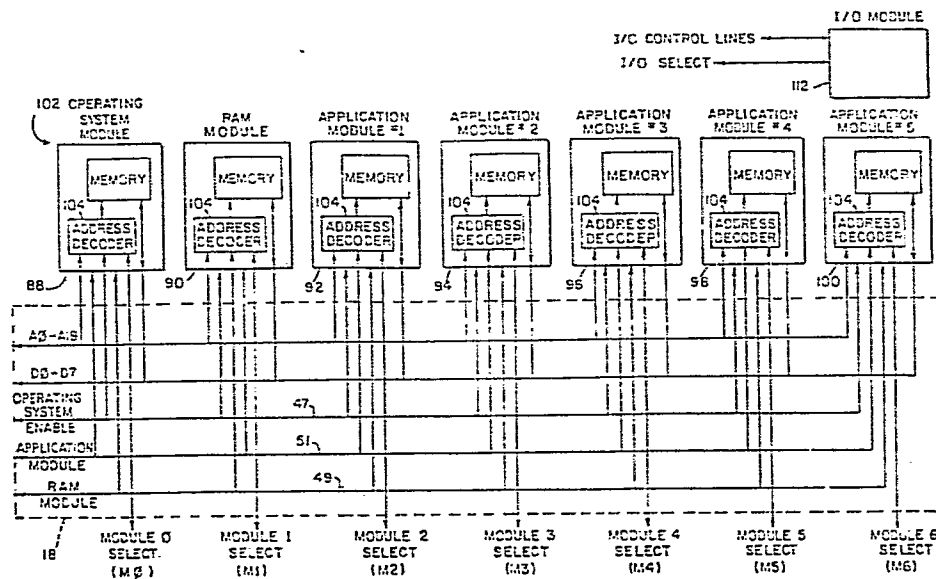 I/O MODULE
I/C CONTROL LINES
I/O SELECT
112
102 OPERATING SYSTEM MODULE
RAM MODULE
APPLICATION MODULE #1
APPLICATION MODULE #2
APPLICATION MODULE #3
APPLICATION MODULE #4
APPLICATION MODULE #5
MEMORY
MEMORY
MEMORY
MEMORY
MEMORY
MEMORY
MEMORY
104
104
104
104
104
104
104
ADDRESS DECODER
ADDRESS DECODER
ADDRESS DECODER
ADDRESS DECODER
ADDRESS DECODER
ADDRESS DECODER
ADDRESS DECODER
88
90
92
94
96
98
100
AØ-A19
DØ-D7
OPERATING SYSTEM ENABLE
47
APPLICATION MODULE
51
RAM MODULE
49
18
MODULE Ø SELECT (MØ)
MODULE 1 SELECT (M1)
MODULE 2 SELECT (M2)
MODULE 3 SELECT (M3)
MODULE 4 SELECT (M4)
MODULE 5 SELECT (M5)
MODULE 6 SELECT (M6)